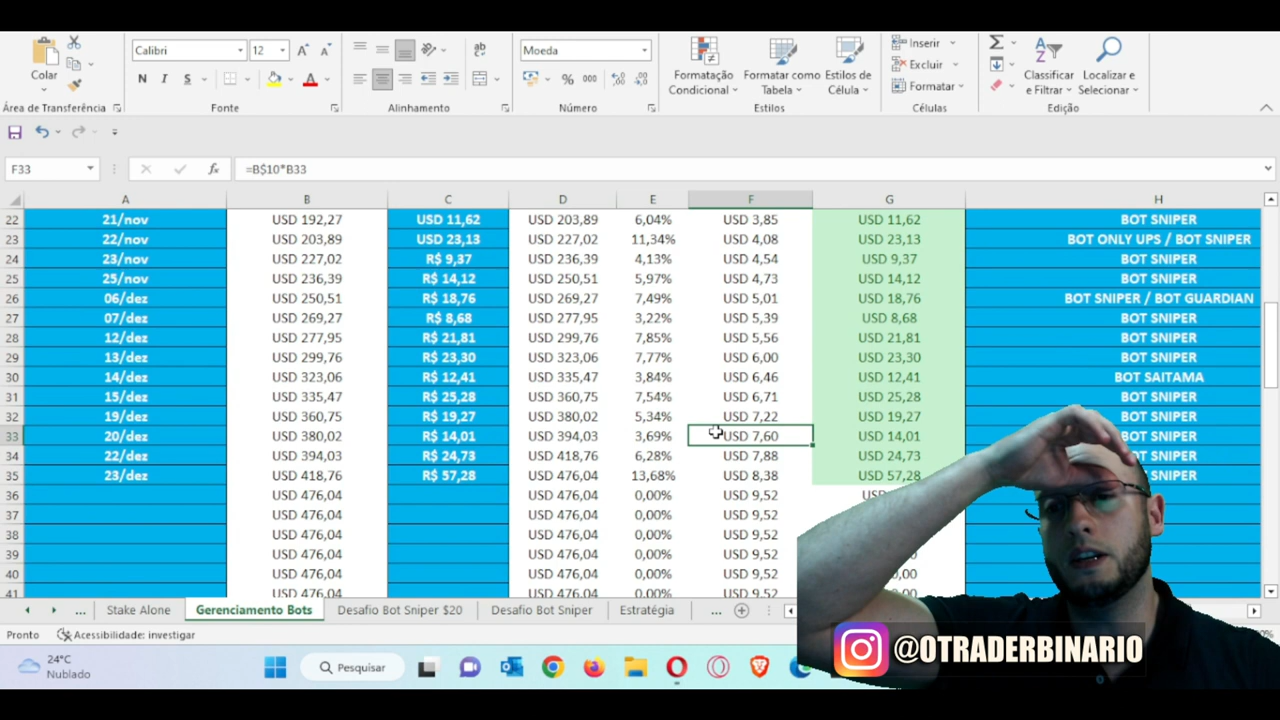 Calibri 12 Moeda Inserir
Colar Formatação Formatar como Estilos de Excluir Classificar Localizar e
N I S % 000 Condicional Tabela Célula Formatar e Filtrar Selecionar
Área de Transferência Fonte Alinhamento Número Estilos Células Edição
F33 fx =B$10*B33
A B C D E F G H
22 21/nov USD 192,27 USD 11,62 USD 203,89 6,04% USD 3,85 USD 11,62 BOT SNIPER
23 22/nov USD 203,89 USD 23,13 USD 227,02 11,34% USD 4,08 USD 23,13 BOT ONLY UPS / BOT SNIPER
24 23/nov USD 227,02 R$ 9,37 USD 236,39 4,13% USD 4,54 USD 9,37 BOT SNIPER
25 25/nov USD 236,39 R$ 14,12 USD 250,51 5,97% USD 4,73 USD 14,12 BOT SNIPER
26 06/dez USD 250,51 R$ 18,76 USD 269,27 7,49% USD 5,01 USD 18,76 BOT SNIPER / BOT GUARDIAN
27 07/dez USD 269,27 R$ 8,68 USD 277,95 3,22% USD 5,39 USD 8,68 BOT SNIPER
28 12/dez USD 277,95 R$ 21,81 USD 299,76 7,85% USD 5,56 USD 21,81 BOT SNIPER
29 13/dez USD 299,76 R$ 23,30 USD 323,06 7,77% USD 6,00 USD 23,30 BOT SNIPER
30 14/dez USD 323,06 R$ 12,41 USD 335,47 3,84% USD 6,46 USD 12,41 BOT SAITAMA
31 15/dez USD 335,47 R$ 25,28 USD 360,75 7,54% USD 6,71 USD 25,28 BOT SNIPER
32 19/dez USD 360,75 R$ 19,27 USD 380,02 5,34% USD 7,22 USD 19,27 BOT SNIPER
33 20/dez USD 380,02 R$ 14,01 USD 394,03 3,69% USD 7,60 USD 14,01 BOT SNIPER
34 22/dez USD 394,03 R$ 24,73 USD 418,76 6,28% USD 7,88 USD 24,73 SNIPER
35 23/dez USD 418,76 R$ 57,28 USD 476,04 13,68% USD 8,38 USD 57,28 SNIPER
36 USD 476,04 USD 476,04 0,00% USD 9,52
37 USD 476,04 USD 476,04 0,00% USD 9,52
38 USD 476,04 USD 476,04 0,00% USD 9,52
39 USD 476,04 USD 476,04 0,00% USD 9,52
40 USD 476,04 USD 476,04 0,00% USD 9,52
41 USD 476,04 USD 476,04 0,00% USD 9,52
... Stake Alone Gerenciamento Bots Desafio Bot Sniper $20 Desafio Bot Sniper Estratégia ...
Pronto Acessibilidade: investigar
@OTRADERBINARIO
24°C
Nublado
Pesquisar